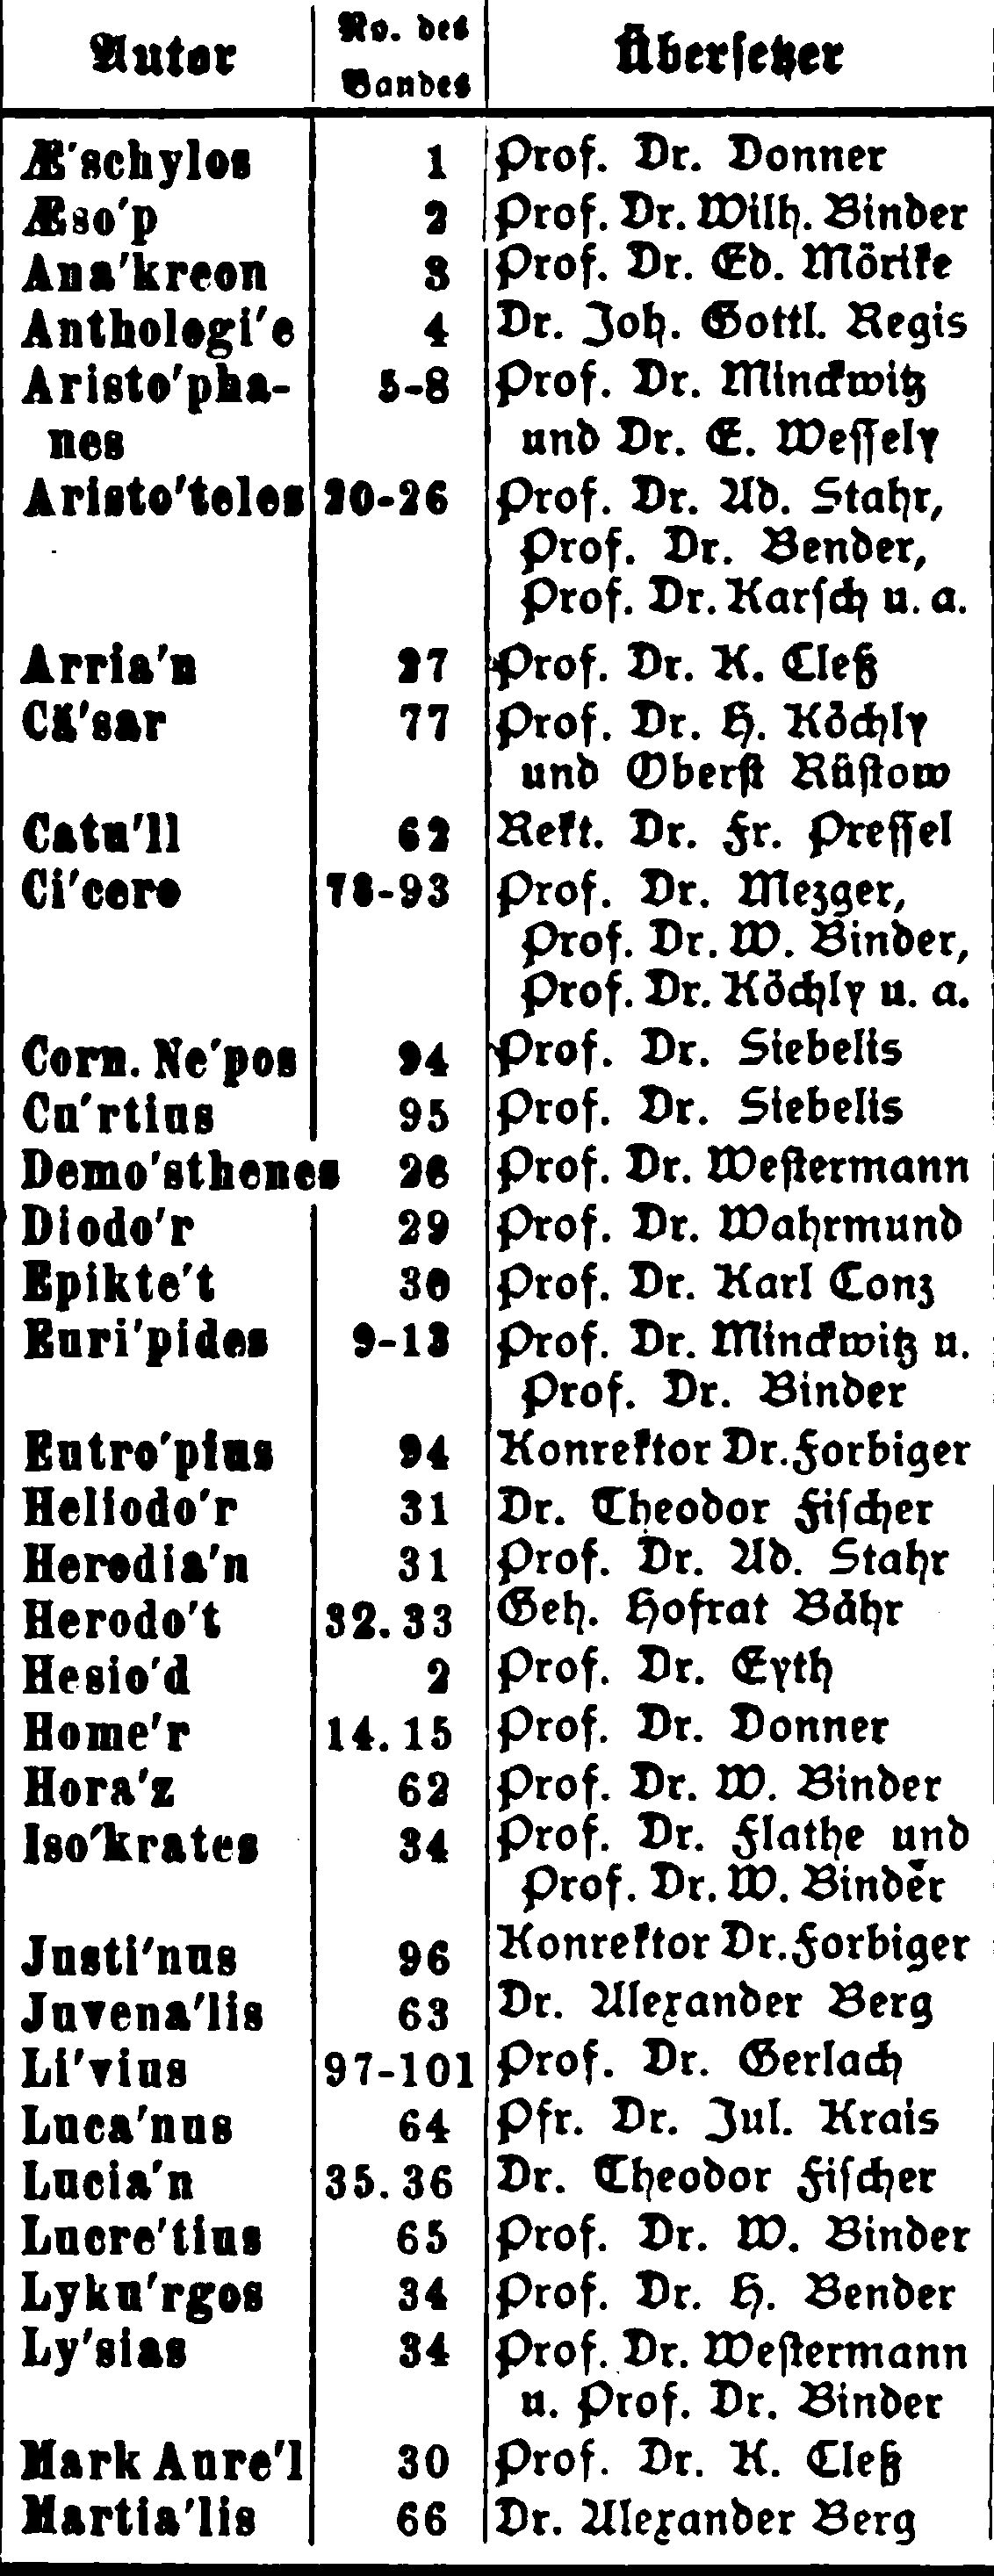 Autor No. des Übersetzer
Bandes
Æ'schylos 1 Prof. Dr. Donner
Æso'p 2 Prof. Dr. Wilh. Binder
Ana'kreon 3 Prof. Dr. Ed. Mörike
Anthologi'e 4 Dr. Joh. Gottl. Regis
Aristo'pha- 5-8 Prof. Dr. Minckwitz
nes und Dr. E. Wessely
Aristo'teles 20-26 Prof. Dr. Ad. Stahr,
Prof. Dr. Bender,
Prof. Dr. Karsch u. a.
Arria'n 27 Prof. Dr. K. Cleß
Cä'sar 77 Prof. Dr. H. Köchly
und Oberst Rüstow
Catu'll 62 Rekt. Dr. Fr. Pressel
Ci'cero 78-93 Prof. Dr. Mezger,
Prof. Dr. W. Binder,
Prof. Dr. Köchly u. a.
Corn. Ne'pos 94 Prof. Dr. Siebelis
Cu'rtius 95 Prof. Dr. Siebelis
Demo'sthenes 28 Prof. Dr. Westermann
Diodo'r 29 Prof. Dr. Wahrmund
Epikte't 30 Prof. Dr. Karl Conz
Euri'pides 9-13 Prof. Dr. Minckwitz u.
Prof. Dr. Binder
Eutro'pius 94 Konrektor Dr. Forbiger
Heliodo'r 31 Dr. Theodor Fischer
Herodia'n 31 Prof. Dr. Ad. Stahr
Herodo't 32. 33 Geh. Hofrat Bähr
Hesio'd 2 Prof. Dr. Eyth
Home'r 14. 15 Prof. Dr. Donner
Hora'z 62 Prof. Dr. W. Binder
Iso'krates 34 Prof. Dr. Flathe und
Prof. Dr. W. Binder
Justi'nus 96 Konrektor Dr. Forbiger
Juvena'lis 63 Dr. Alexander Berg
Li'vius 97-101 Prof. Dr. Gerlach
Luca'nus 64 Pfr. Dr. Jul. Krais
Lucia'n 35. 36 Dr. Theodor Fischer
Lucre'tius 65 Prof. Dr. W. Binder
Lyku'rgos 34 Prof. Dr. H. Bender
Ly'sias 34 Prof. Dr. Westermann
u. Prof. Dr. Binder
Mark Aure'l 30 Prof. Dr. K. Cleß
Martia'lis 66 Dr. Alexander Berg